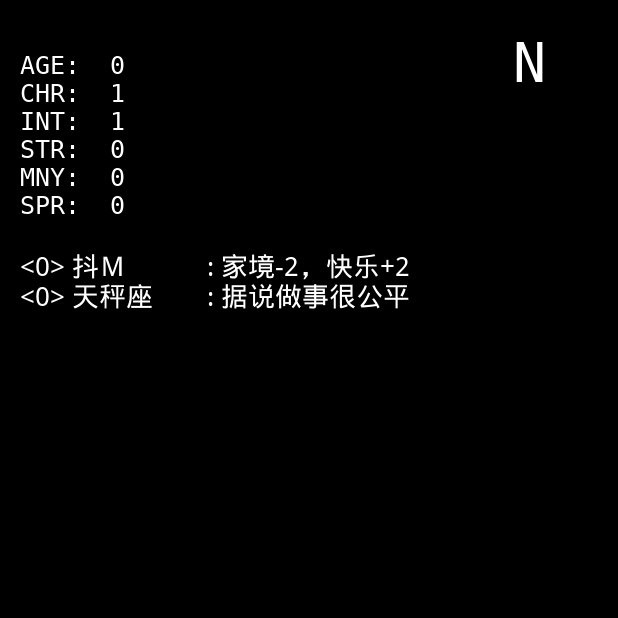 N
AGE: 0
CHR: 1
INT: 1
STR: 0
MNY: 0
SPR: 0
<0> 抖M : 家境-2，快乐+2
<0> 天秤座 : 据说做事很公平